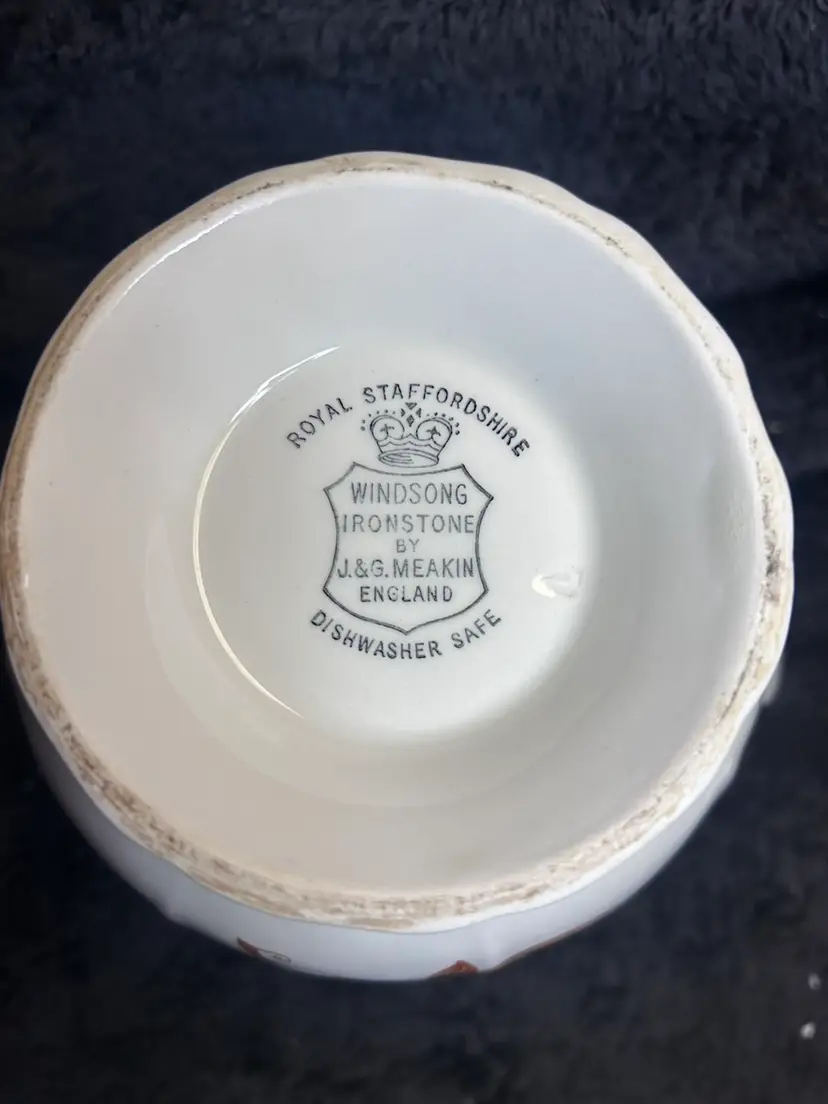 ROYAL STAFFORDSHIRE
WINDSONG
IRONSTONE
BY
J.&G.MEAKIN
ENGLAND
DISHWASHER SAFE